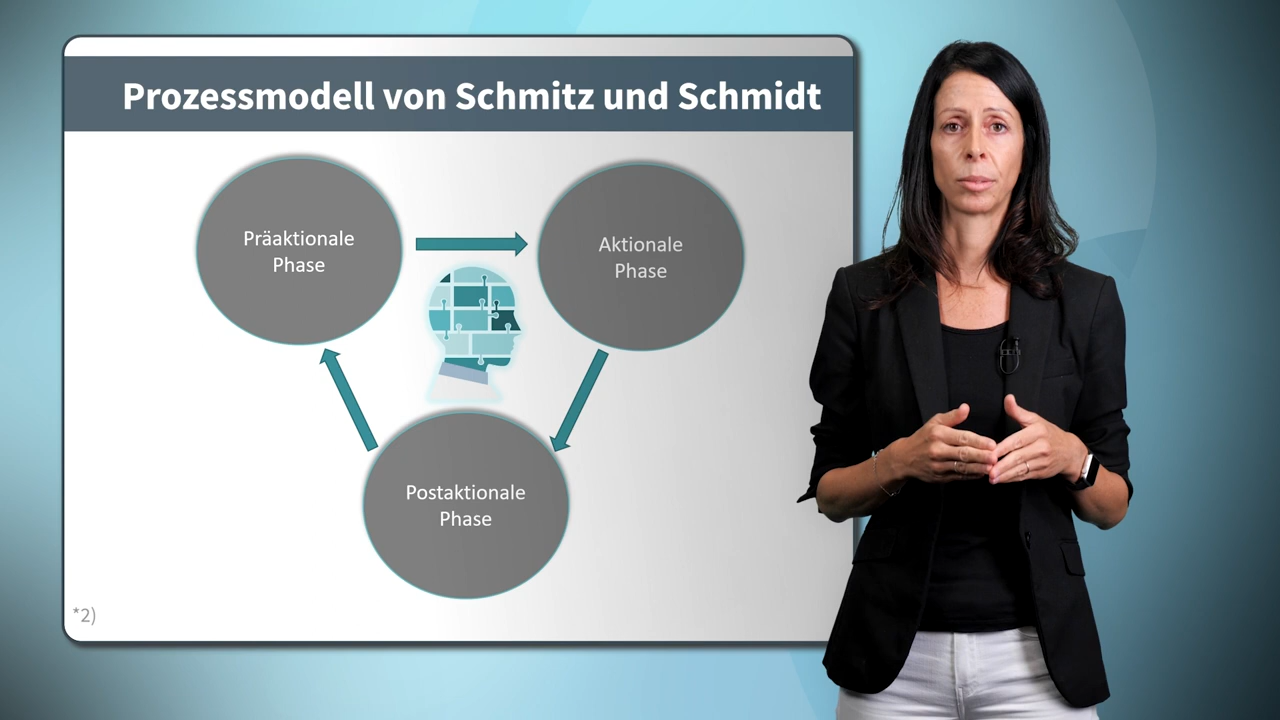 Prozessmodell von Schmitz und Schmidt
Präaktionale
Phase
Aktionale
Phase
Postaktionale
Phase
*2)